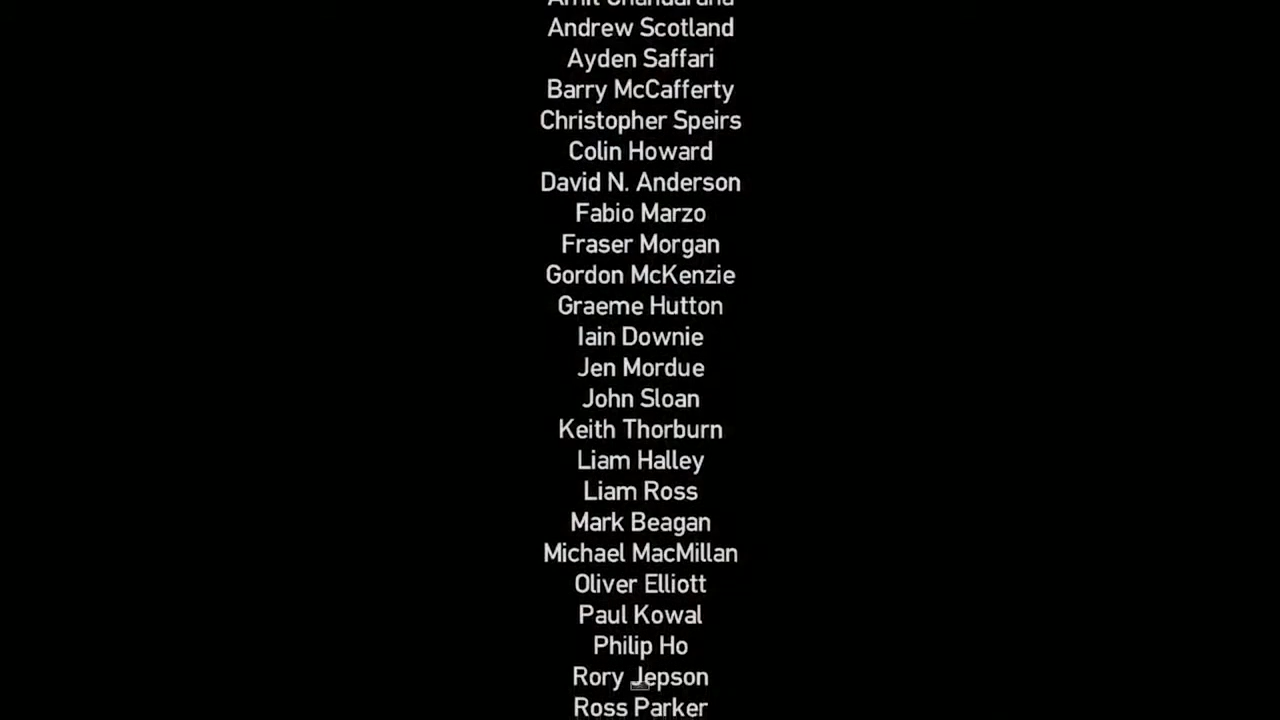 Andrew Scotland
Ayden Saffari
Barry McCafferty
Christopher Speirs
Colin Howard
David N. Anderson
Fabio Marzo
Fraser Morgan
Gordon McKenzie
Graeme Hutton
Iain Downie
Jen Mordue
John Sloan
Keith Thorburn
Liam Halley
Liam Ross
Mark Beagan
Michael MacMillan
Oliver Elliott
Paul Kowal
Philip Ho
Rory Jepson
Ross Parker